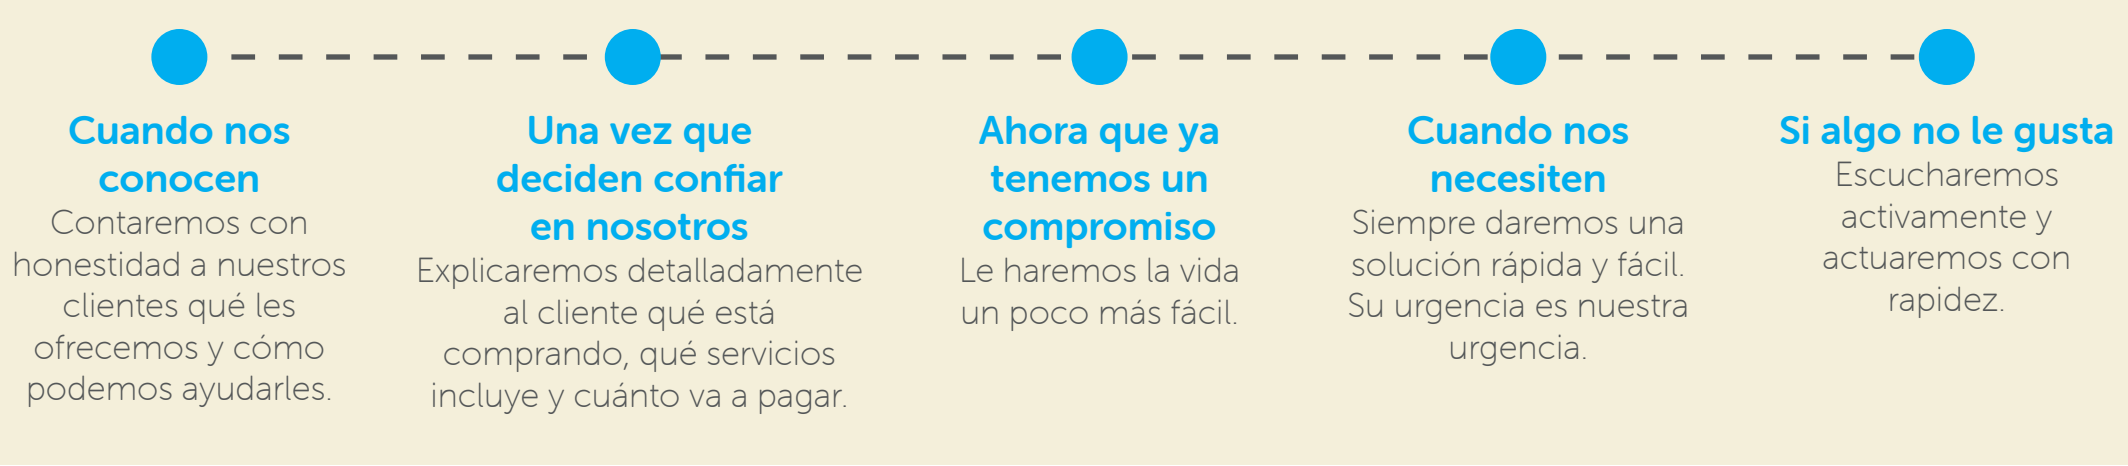 Cuando nos
conocen
Contaremos con
honestidad a nuestros
clientes qué les
ofrecemos y cómo
podemos ayudarles.
Una vez que
deciden confiar
en nosotros
Explicaremos detalladamente
al cliente qué está
comprando, qué servicios
incluye y cuánto va a pagar.
Ahora que ya
tenemos un
compromiso
Le haremos la vida
un poco más fácil.
Cuando nos
necesiten
Siempre daremos una
solución rápida y fácil.
Su urgencia es nuestra
urgencia.
Si algo no le gusta
Escucharemos
activamente y
actuaremos con
rapidez.